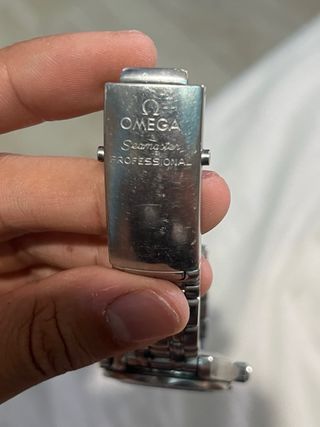 Ω
OMEGA
Seamaster
PROFESSIONAL